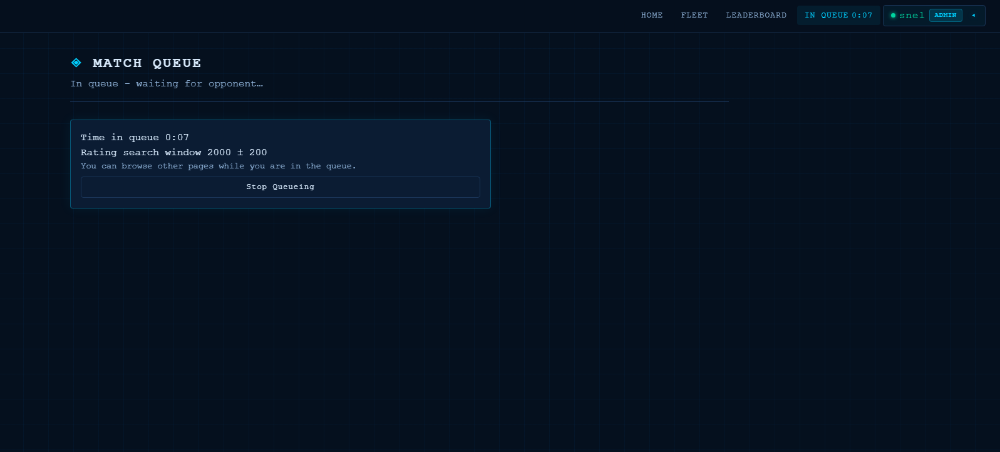 HOME FLEET LEADERBOARD IN QUEUE 0:07 snel ADMIN
MATCH QUEUE
In queue – waiting for opponent…
Time in queue 0:07
Rating search window 2000 ± 200
You can browse other pages while you are in the queue.
Stop Queueing